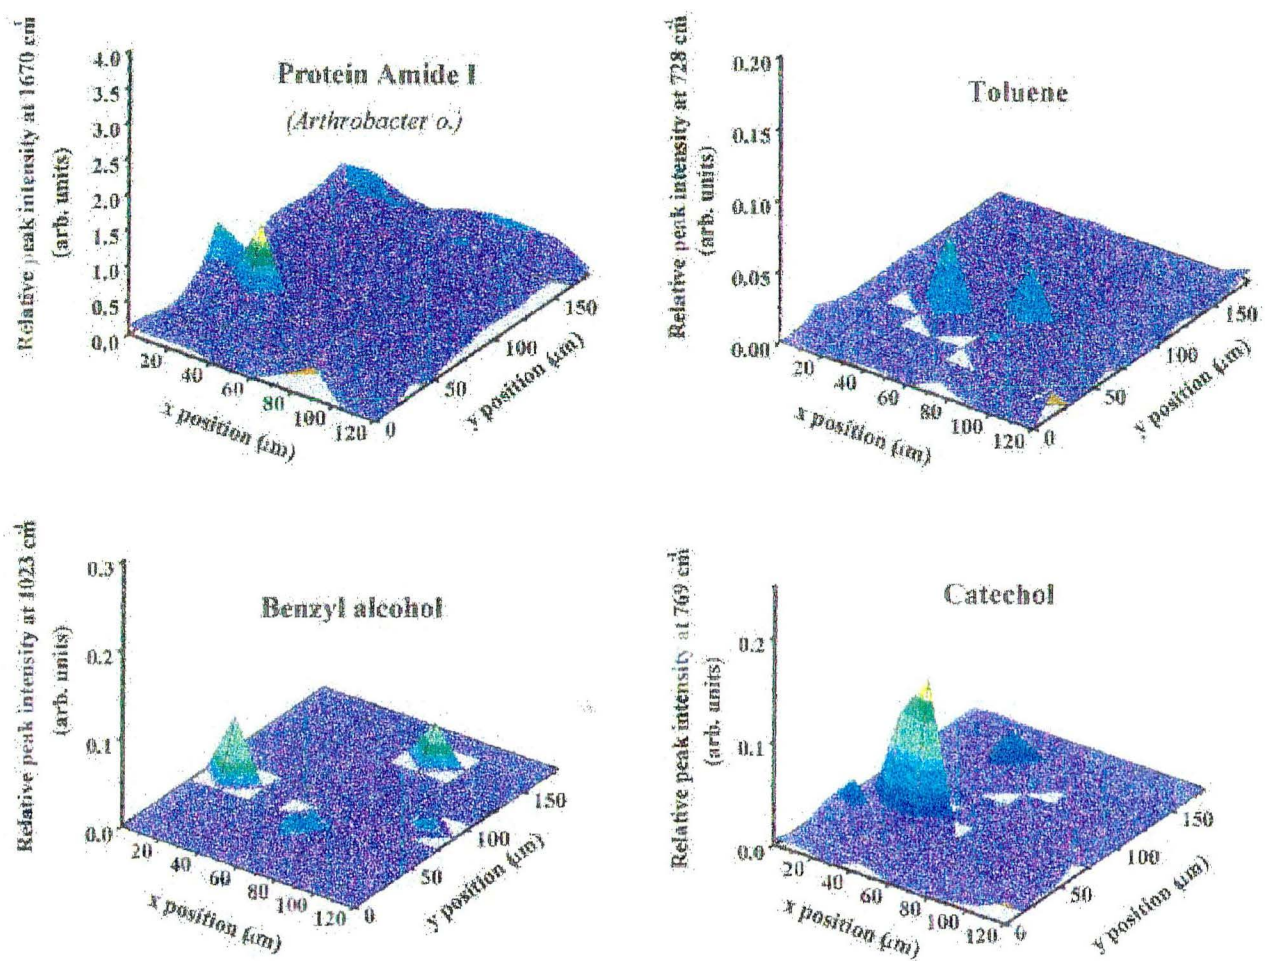 Relative peak intensity at 1670 cm-1
(arb. units)
4.0
3.5
3.0
2.5
2.0
1.5
1.0
0.5
0.0
Protein Amide I
(Arthrobacter o.)
20
40
60
80
100
120
x position (μm)
0
50
100
150
y position (μm)
Relative peak intensity at 728 cm-1
(arb. units)
0.20
0.15
0.10
0.05
0.00
Toluene
20
40
60
80
100
120
x position (μm)
0
50
100
150
y position (μm)
Relative peak intensity at 1023 cm-1
(arb. units)
0.3
0.2
0.1
0.0
Benzyl alcohol
20
40
60
80
100
120
x position (μm)
0
50
100
150
y position (μm)
Relative peak intensity at 769 cm-1
(arb. units)
0.2
0.1
0.0
Catechol
20
40
60
80
100
120
x position (μm)
0
50
100
150
y position (μm)